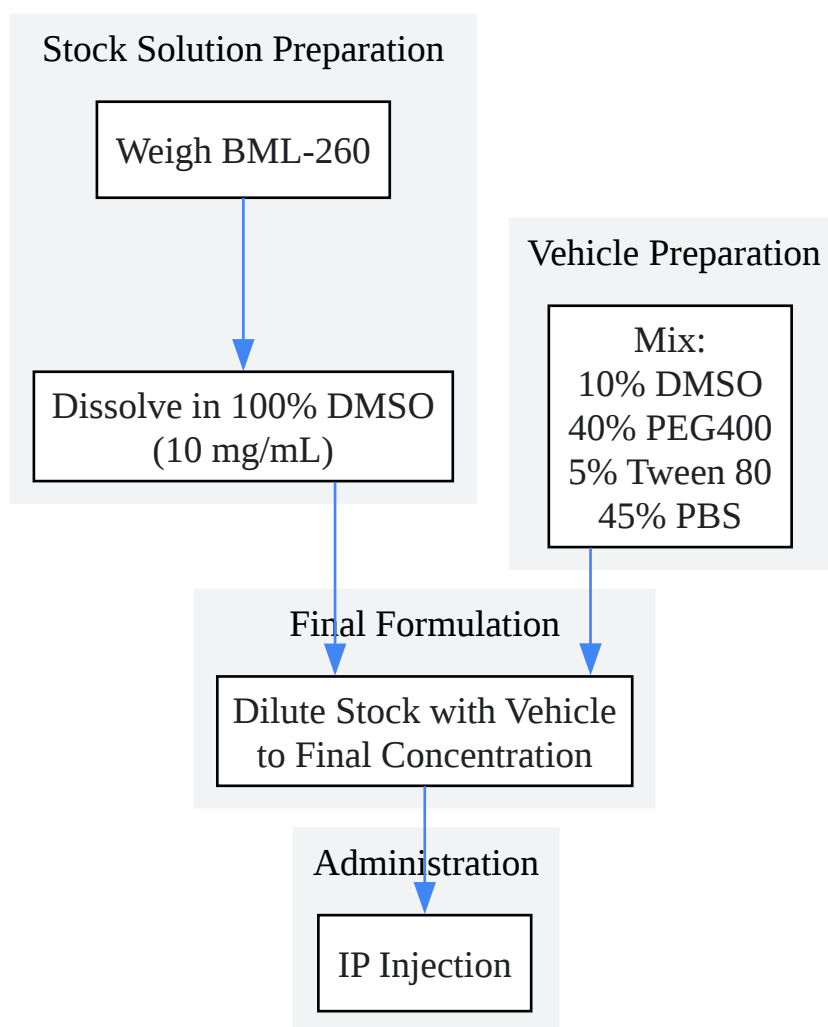 Stock Solution Preparation
Weigh BML-260
Dissolve in 100% DMSO
(10 mg/mL)
Vehicle Preparation
Mix:
10% DMSO
40% PEG400
5% Tween 80
45% PBS
Final Formulation
Dilute Stock with Vehicle
to Final Concentration
Administration
IP Injection